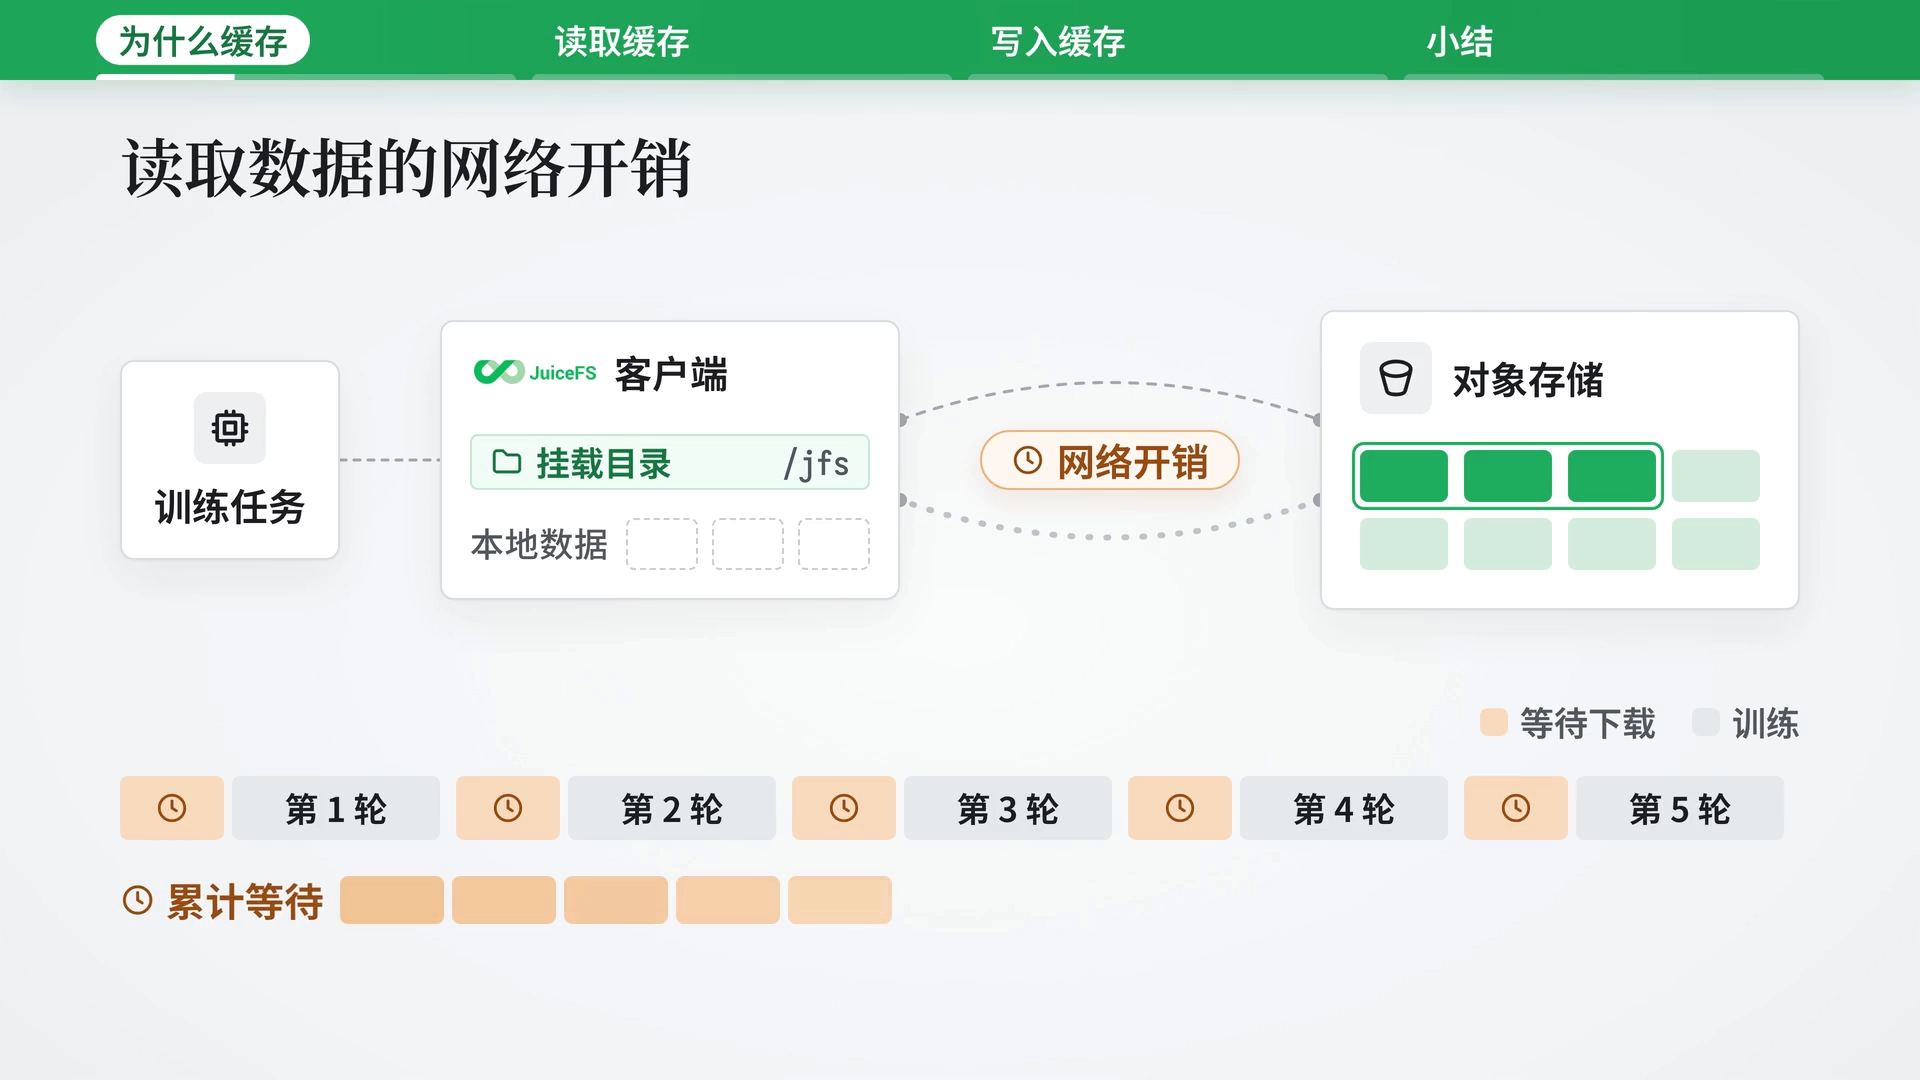 为什么缓存
读取缓存
写入缓存
小结
读取数据的网络开销
训练任务
JuiceFS 客户端
挂载目录 /jfs
本地数据
网络开销
对象存储
等待下载 训练
第 1 轮 第 2 轮 第 3 轮 第 4 轮 第 5 轮
累计等待